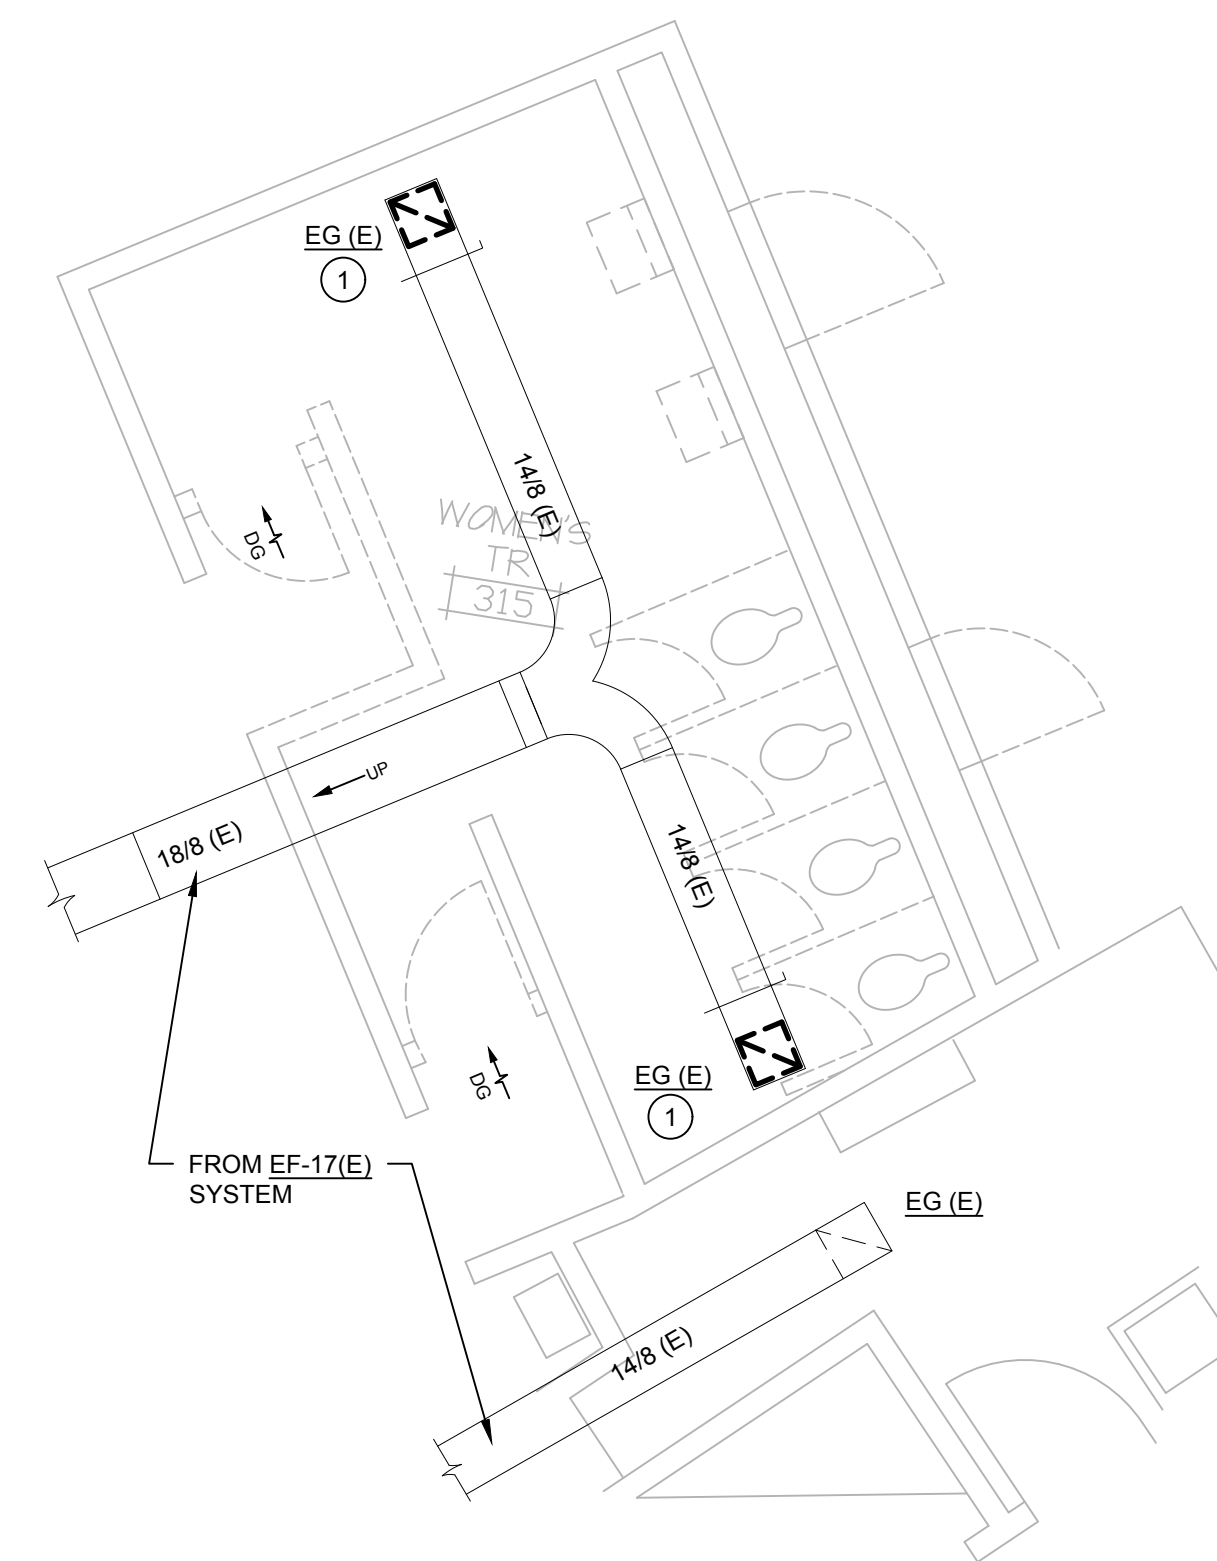 EG (E)
1
14/8 (E)
WOMEN'S
TR
315
DG
UP
18/8 (E)
14/8 (E)
DG
EG (E)
1
FROM EF-17(E)
SYSTEM
EG (E)
14/8 (E)